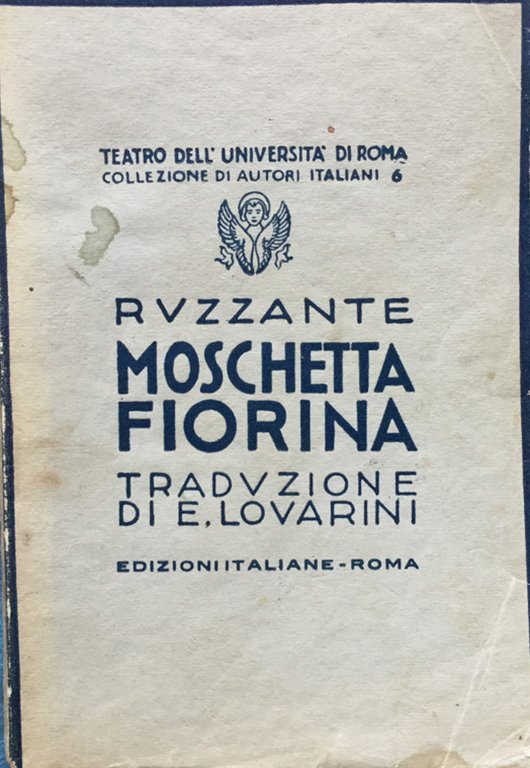 TEATRO DELL' UNIVERSITA' DI ROMA
COLLEZIONE DI AUTORI ITALIANI 6
RVZZANTE
MOSCHETTA
FIORINA
TRADVZIONE
DI E. LOVARINI
EDIZIONI ITALIANE - ROMA